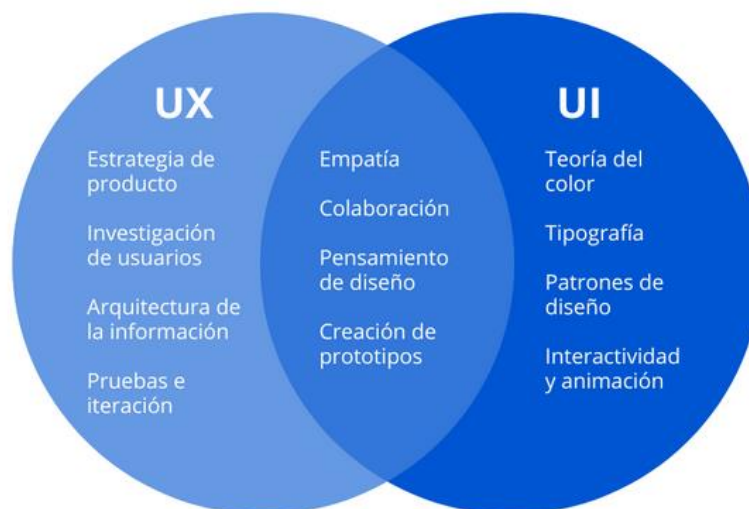 UX
Estrategia de
producto
Investigación
de usuarios
Arquitectura de
la información
Pruebas e
iteración
Empatía
Colaboración
Pensamiento
de diseño
Creación de
prototipos
UI
Teoría del
color
Tipografía
Patrones de
diseño
Interactividad
y animación